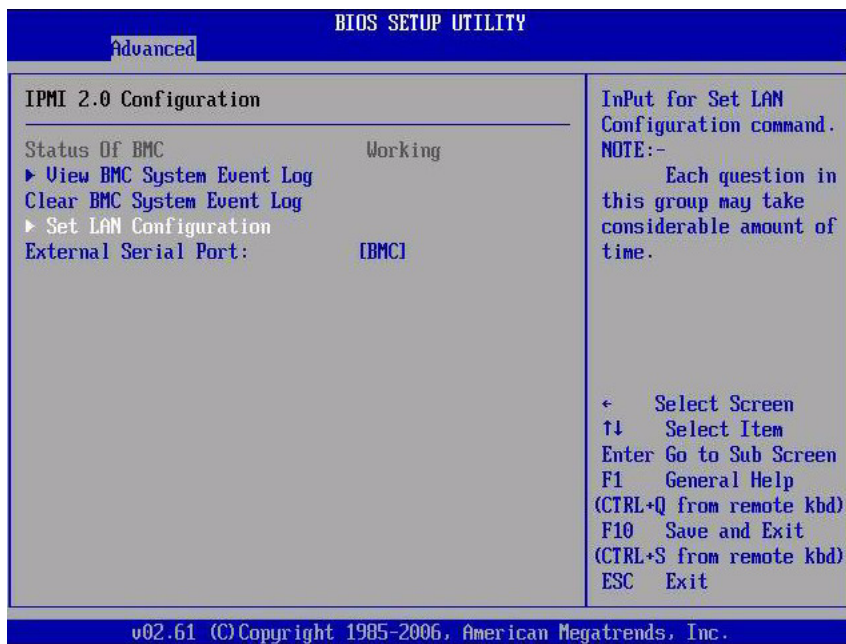 BIOS SETUP UTILITY
Advanced
IPMI 2.0 Configuration
Status Of BMC Working
▶ View BMC System Event Log
Clear BMC System Event Log
▶ Set LAN Configuration
External Serial Port: [BMC]
InPut for Set LAN
Configuration command.
NOTE:-
Each question in
this group may take
considerable amount of
time.
← Select Screen
↑↓ Select Item
Enter Go to Sub Screen
F1 General Help
(CTRL+Q from remote kbd)
F10 Save and Exit
(CTRL+S from remote kbd)
ESC Exit
v02.61 (C)Copyright 1985-2006, American Megatrends, Inc.